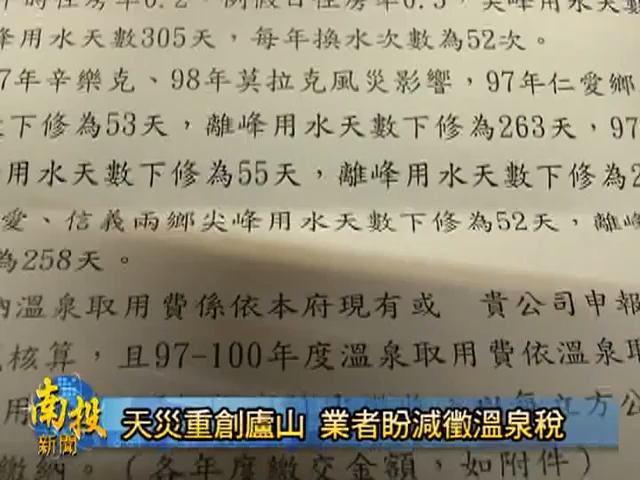 峰用水天數305天，每年換水次數為52次。
7年辛樂克、98年莫拉克風災影響，97年仁愛鄉
下修為53天，離峰用水天數下修為263天，97
用水天數下修為55天，離峰用水天數下修為2
愛、信義兩鄉尖峰用水天數下修為52天，離峰
為258天。
納溫泉取用費係依本府現有或 貴公司申報
核算，且97-100年度溫泉取用費依溫泉取
用
繳納。（各年度繳交金額，如附件）
南投
新聞
天災重創廬山 業者盼減徵溫泉稅